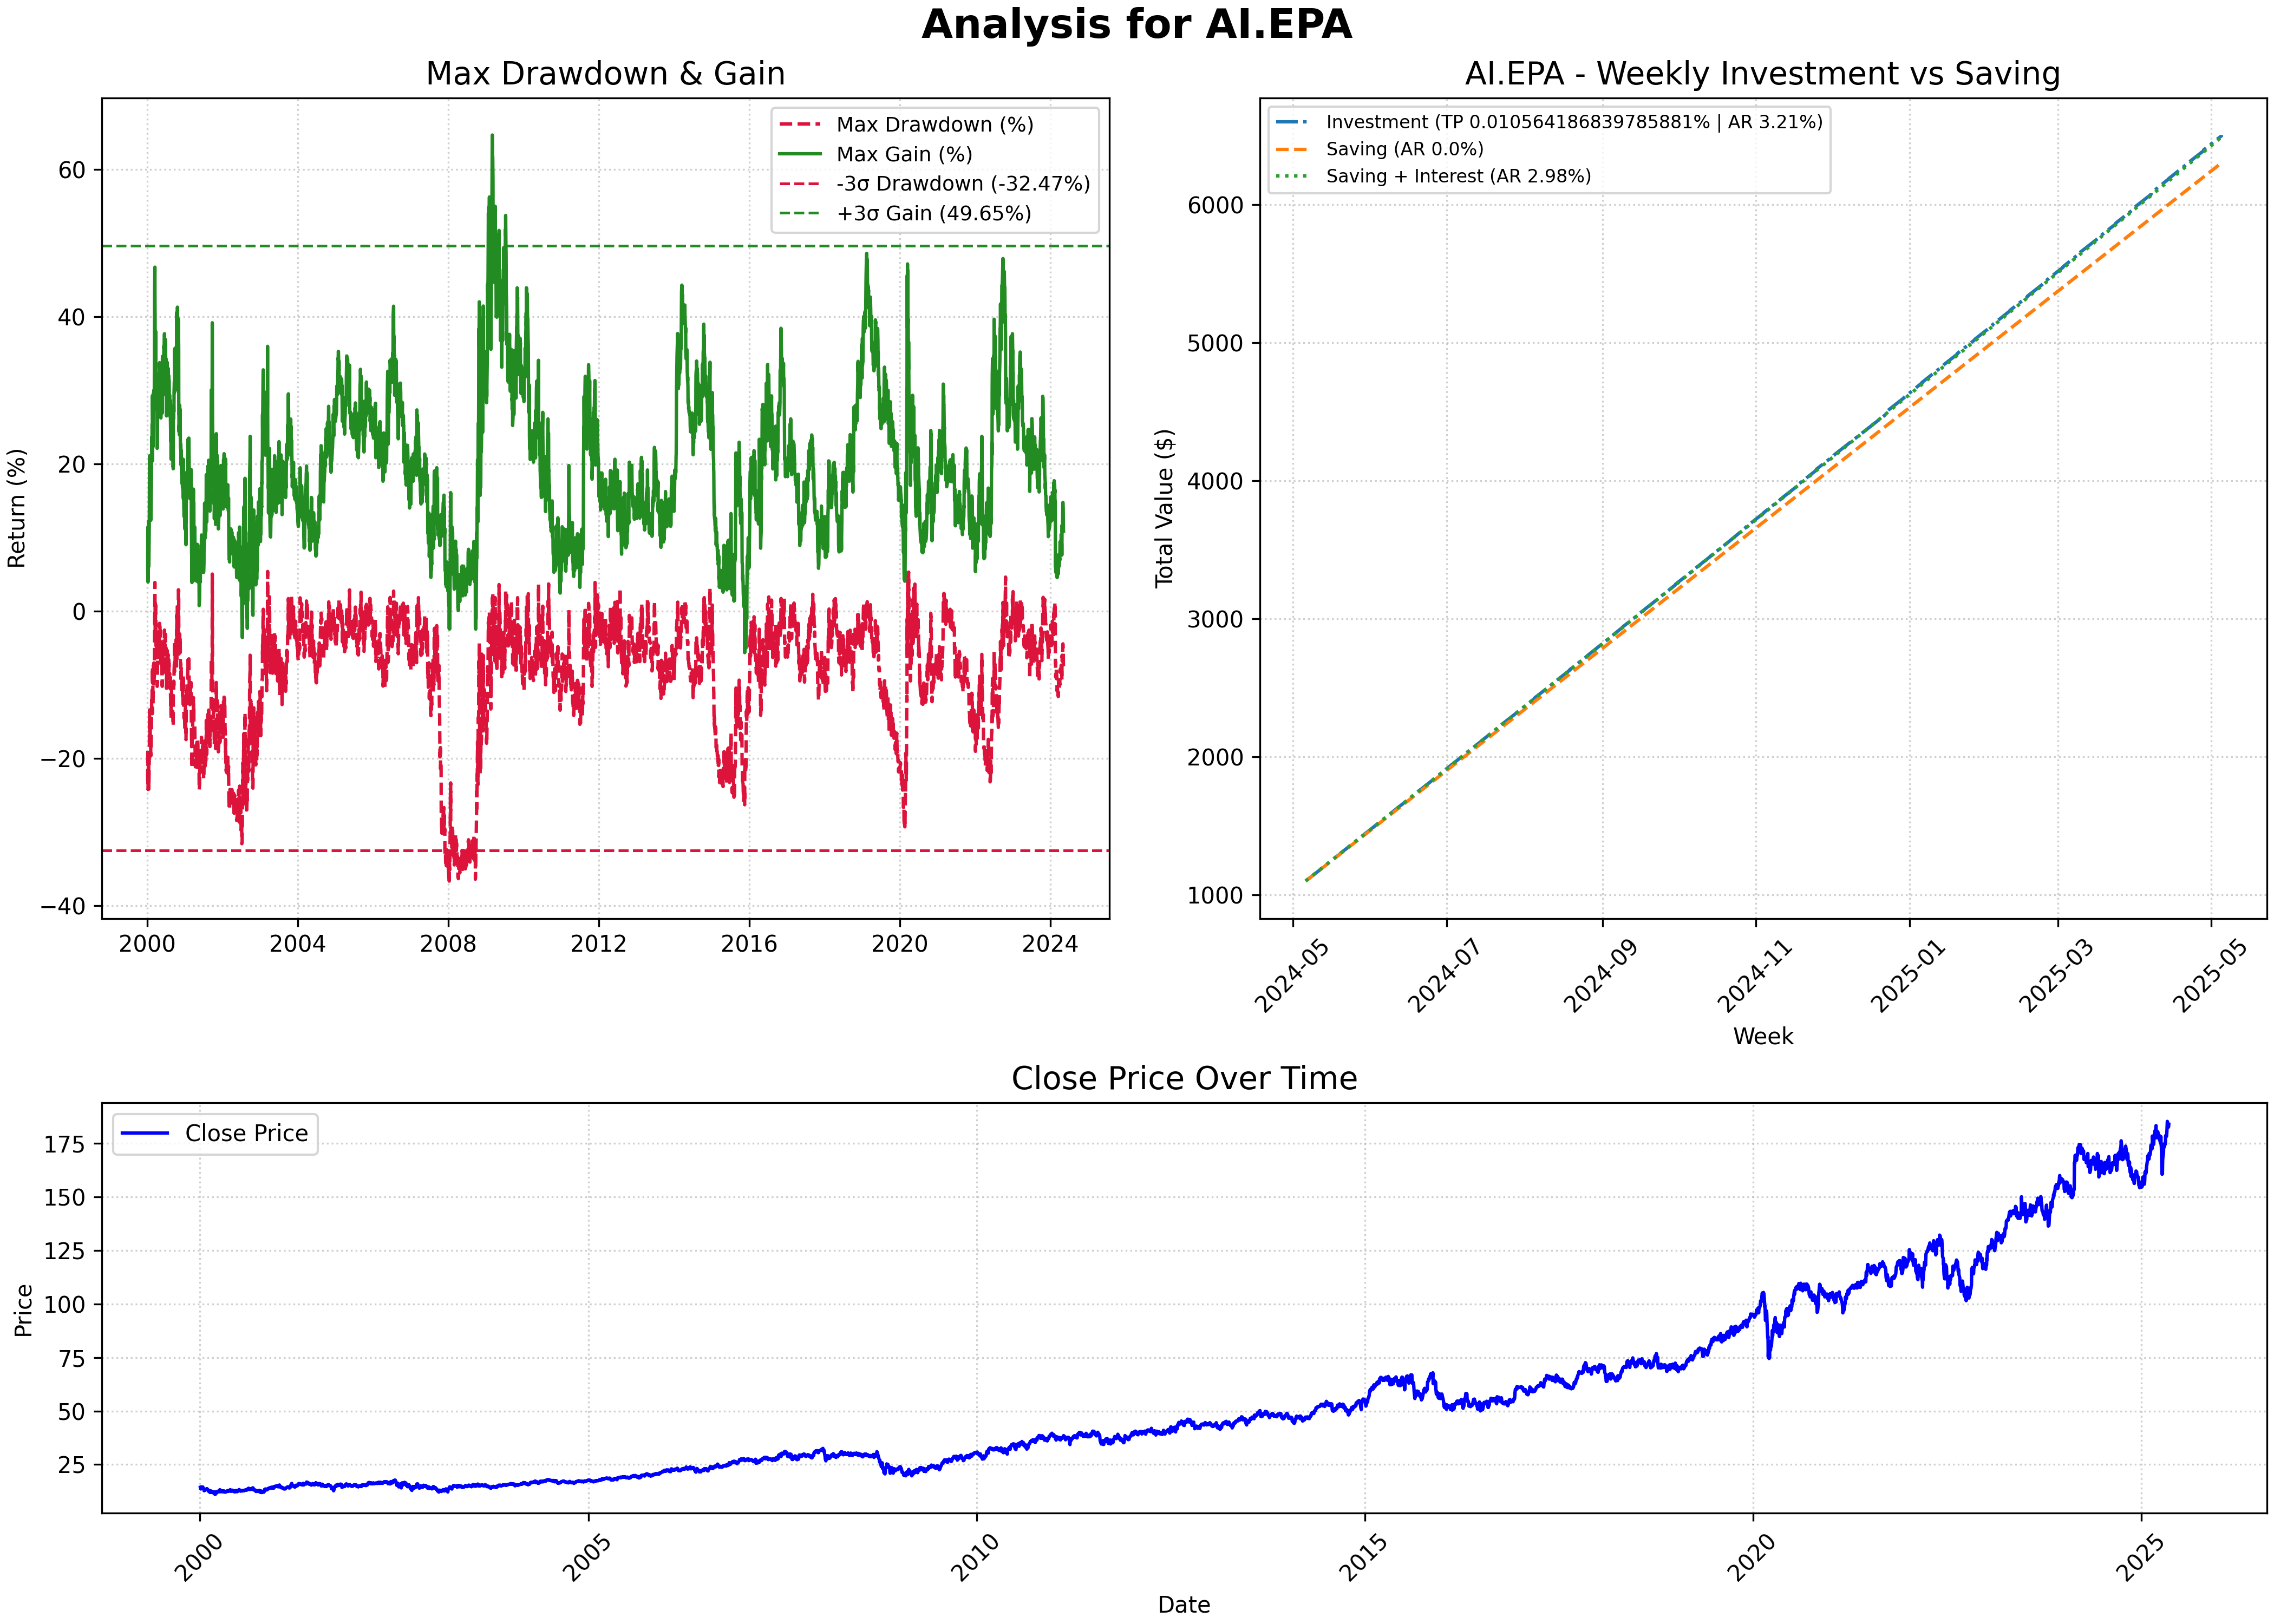 Analysis for AI.EPA
Max Drawdown & Gain
Max Drawdown (%)
Max Gain (%)
-3σ Drawdown (-32.47%)
+3σ Gain (49.65%)
Return (%)
60
40
20
0
−20
−40
2000
2004
2008
2012
2016
2020
2024
AI.EPA - Weekly Investment vs Saving
Investment (TP 0.010564186839785881% | AR 3.21%)
Saving (AR 0.0%)
Saving + Interest (AR 2.98%)
Total Value ($)
6000
5000
4000
3000
2000
1000
2024-05
2024-07
2024-09
2024-11
2025-01
2025-03
2025-05
Week
Close Price Over Time
Close Price
Price
175
150
125
100
75
50
25
2000
2005
2010
2015
2020
2025
Date